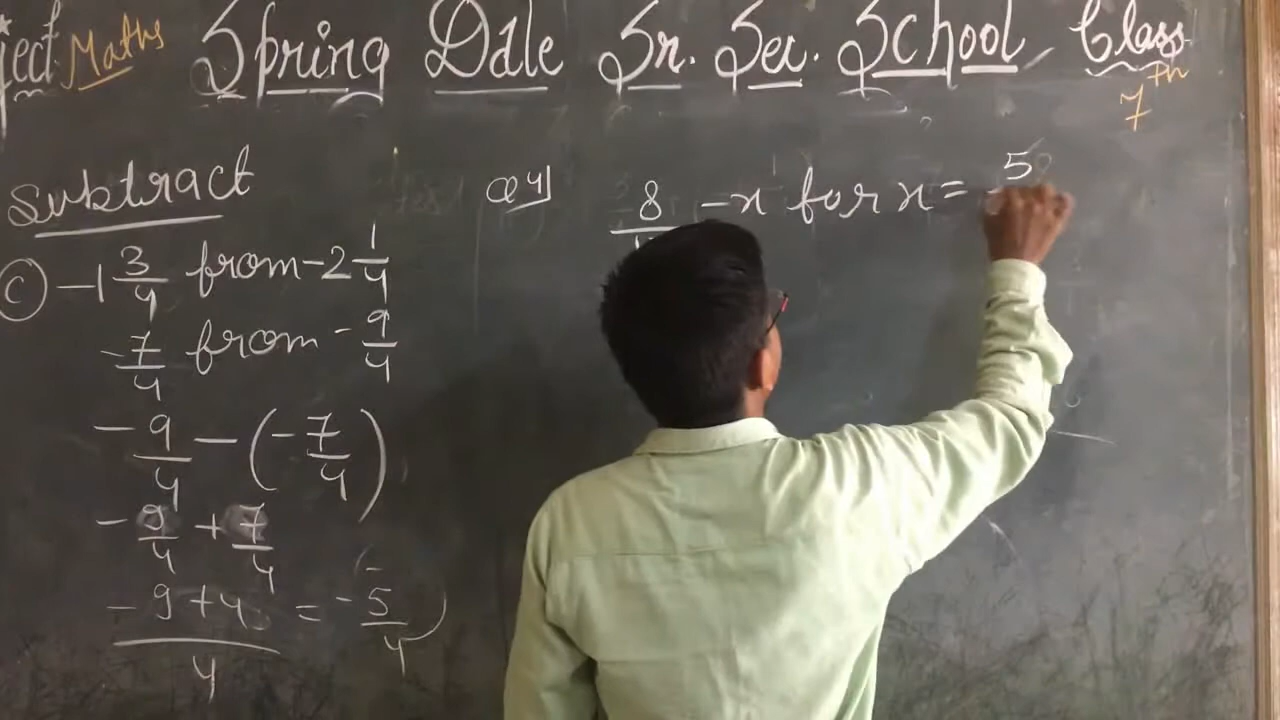 ject Maths Spring Dale Sr. Sec. School, Class 7th
Subtract
(C) -1 3/4 from -2 1/4
-7/4 from -9/4
-9/4 - (-7/4)
-9/4 + 7/4
-9+4/4 = -5/4
Q4] 8/ -x for x = 5